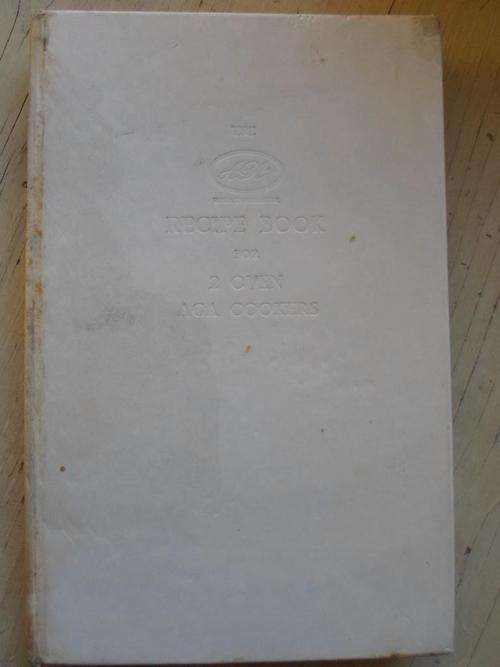 THE
AGA
RECIPE BOOK
FOR
2 OVEN
AGA COOKERS